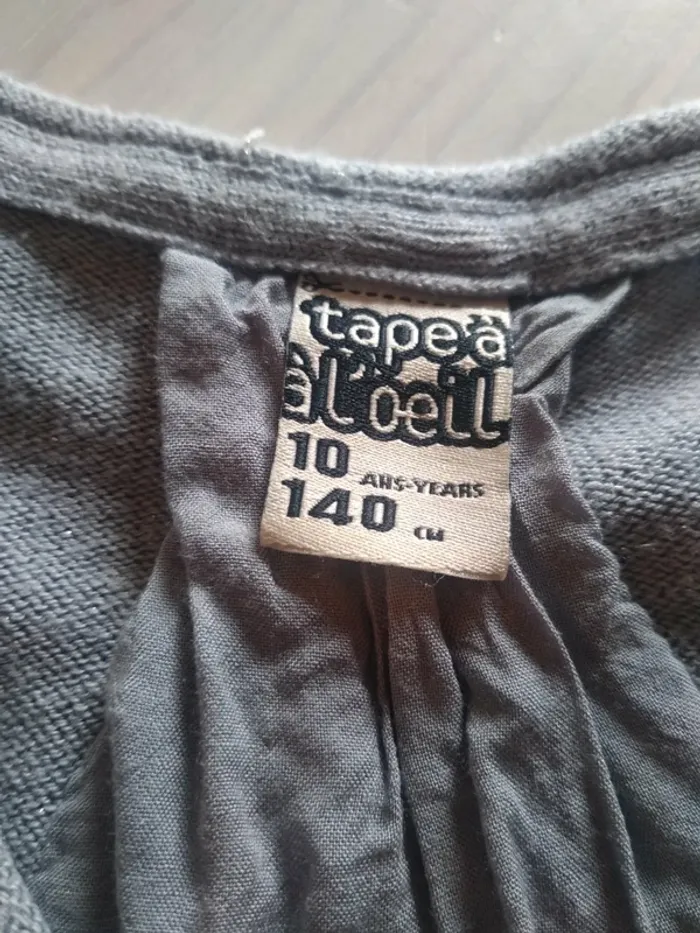 tape à
à l'oeil
10 ANS-YEARS
140 CM